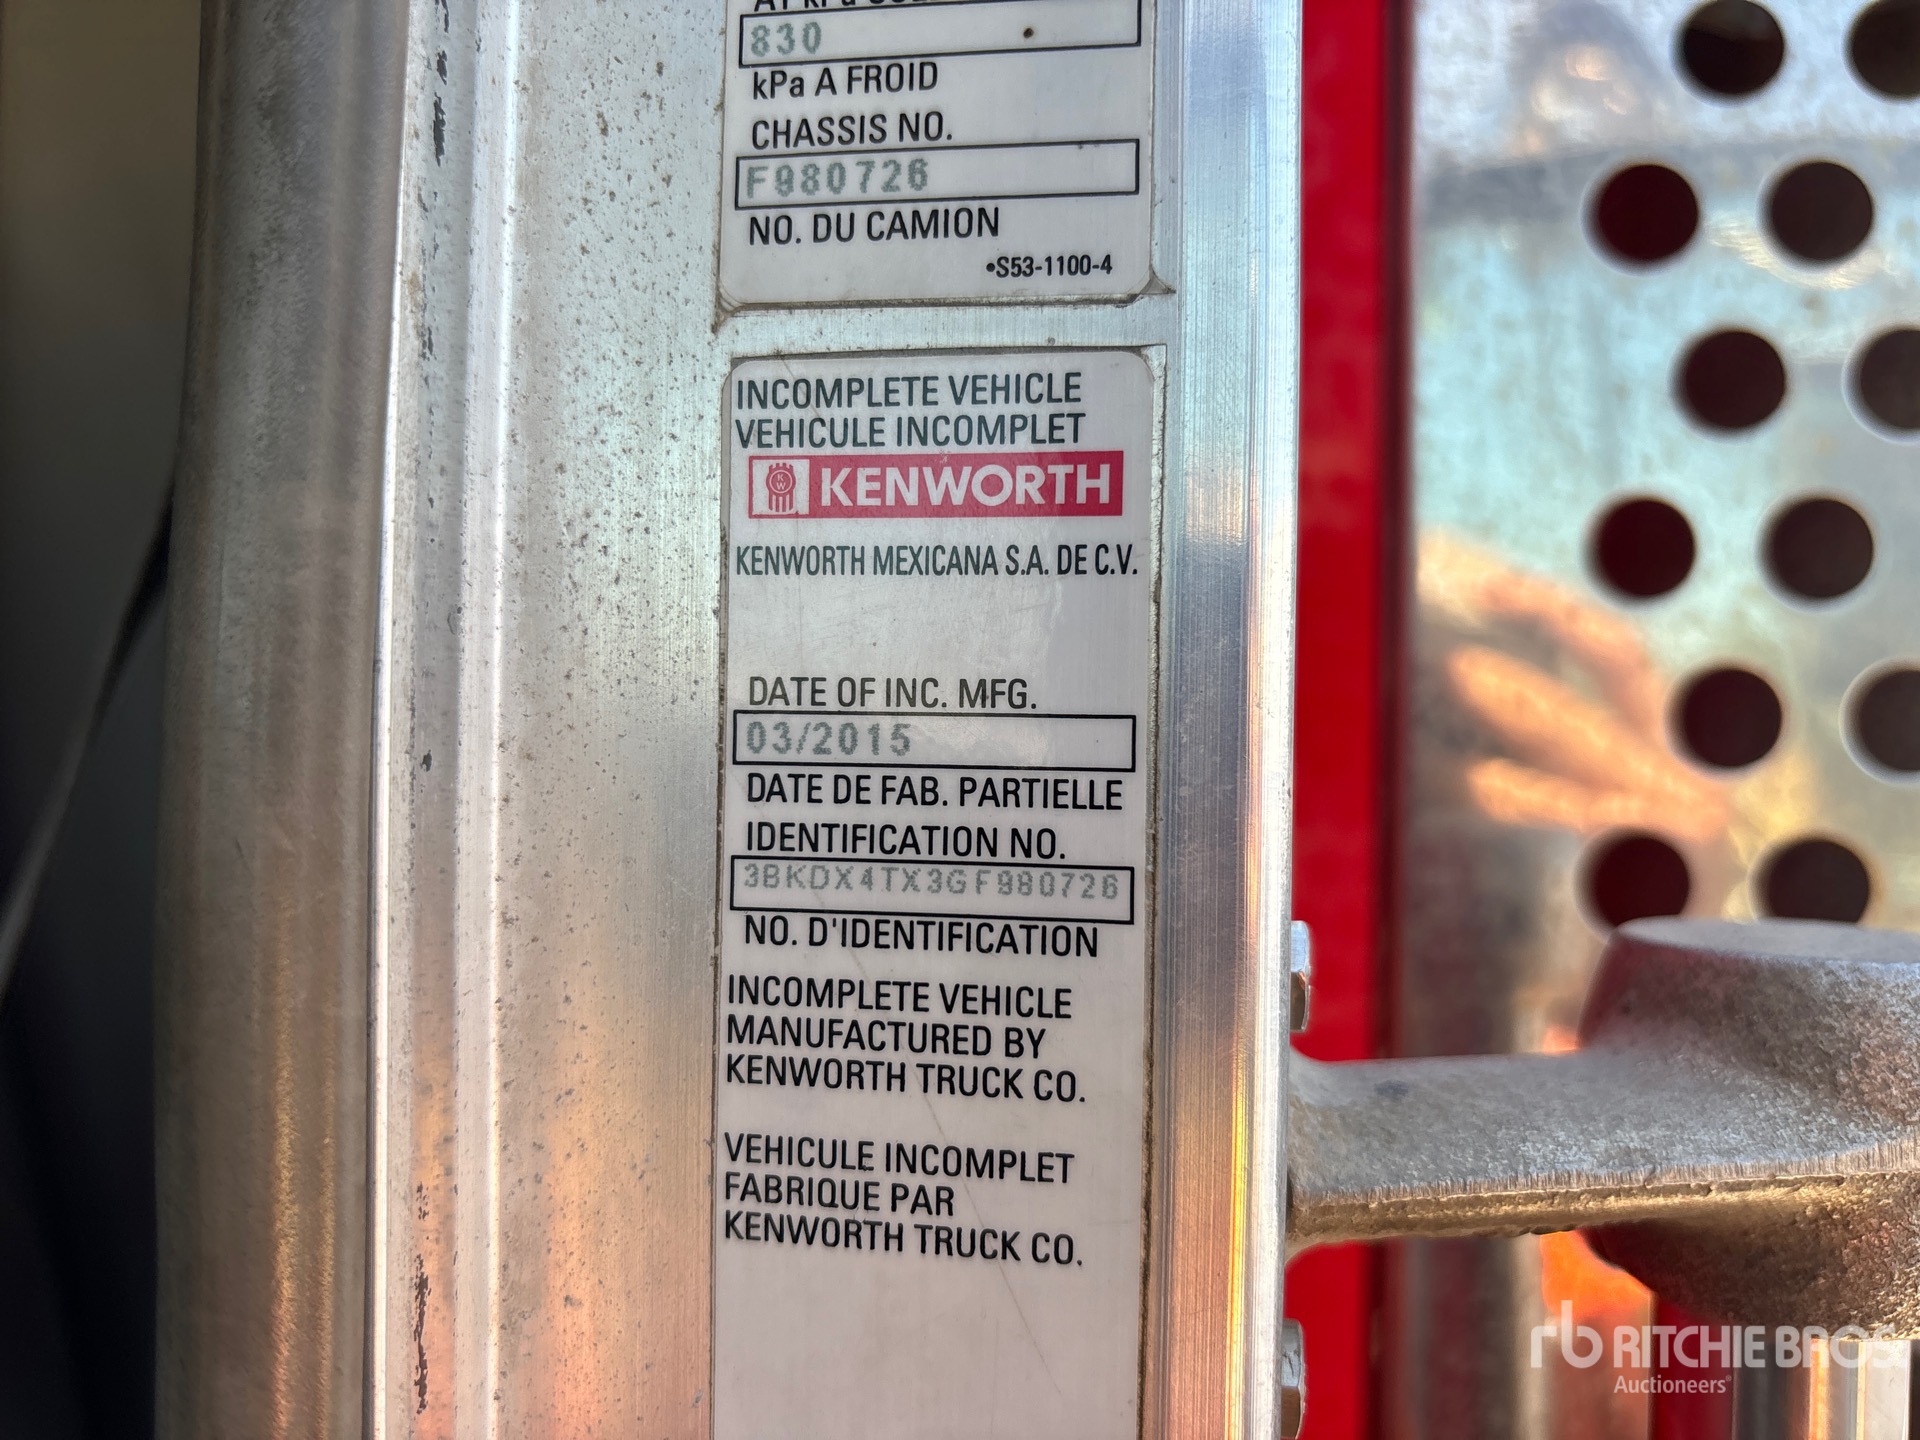 830
kPa A FROID
CHASSIS NO.
F980726
NO. DU CAMION
•S53-1100-4
INCOMPLETE VEHICLE
VEHICULE INCOMPLET
KW KENWORTH
KENWORTH MEXICANA S.A. DE C.V.
DATE OF INC. MFG.
03/2015
DATE DE FAB. PARTIELLE
IDENTIFICATION NO.
3BKDX4TX3GF980726
NO. D'IDENTIFICATION
INCOMPLETE VEHICLE
MANUFACTURED BY
KENWORTH TRUCK CO.
VEHICULE INCOMPLET
FABRIQUE PAR
KENWORTH TRUCK CO.
rb RITCHIE BROS.
Auctioneers®